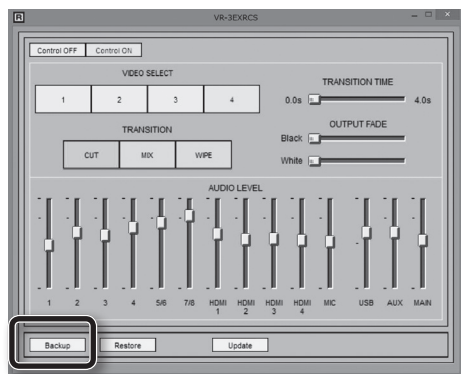 R VR-3EXRCS
Control OFF Control ON
VIDEO SELECT
1 2 3 4
TRANSITION TIME
0.0s 4.0s
TRANSITION
CUT MIX WIPE
OUTPUT FADE
Black
White
AUDIO LEVEL
1 2 3 4 5/6 7/8 HDMI 1 HDMI 2 HDMI 3 HDMI 4 MIC USB AUX MAIN
Backup Restore Update